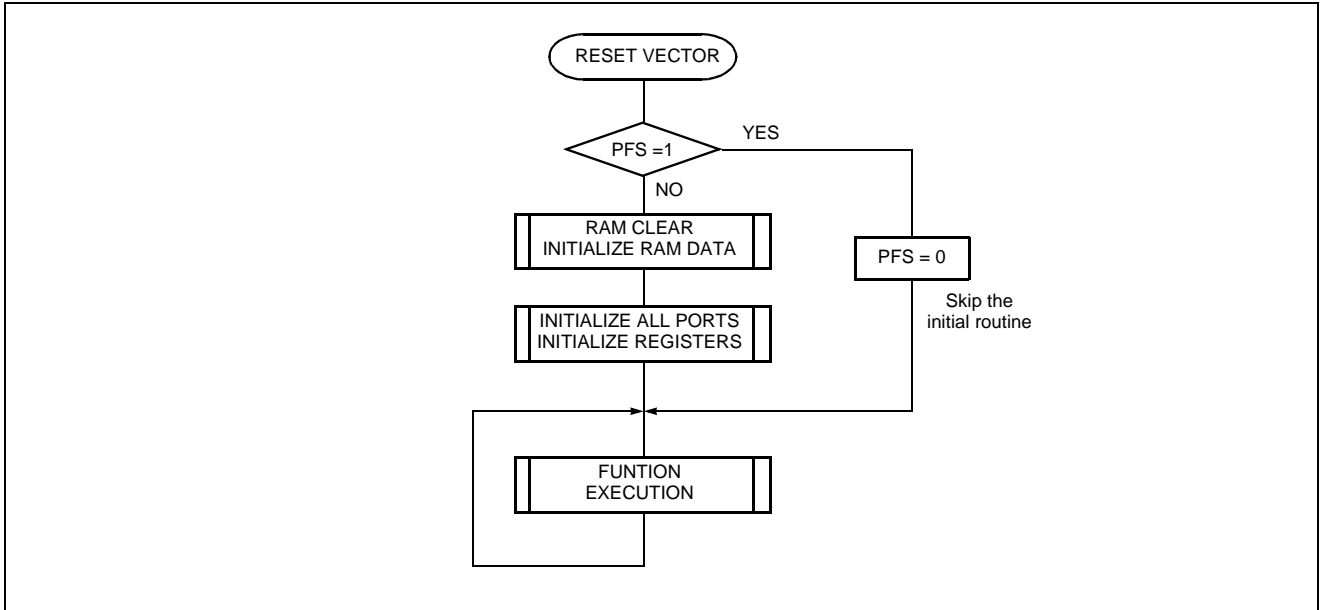 RESET VECTOR
PFS =1
YES
NO
RAM CLEAR
INITIALIZE RAM DATA
PFS = 0
Skip the
initial routine
INITIALIZE ALL PORTS
INITIALIZE REGISTERS
FUNTION
EXECUTION